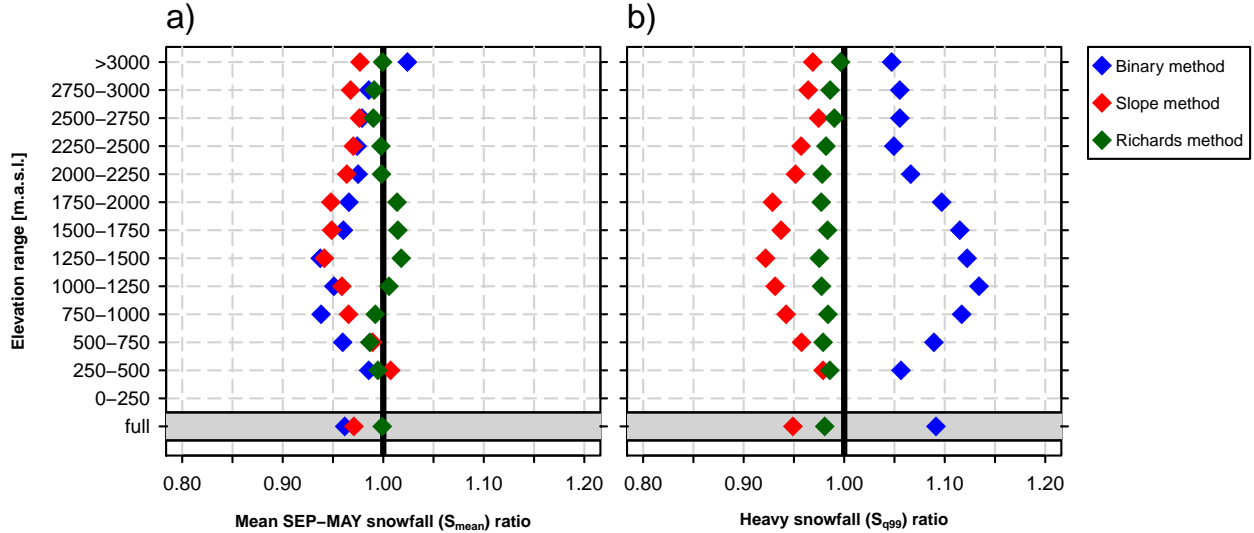 a)
b)
>3000
2750–3000
2500–2750
2250–2500
2000–2250
1750–2000
1500–1750
1250–1500
1000–1250
750–1000
500–750
250–500
0–250
full
Elevation range [m.a.s.l.]
0.80 0.90 1.00 1.10 1.20
Mean SEP–MAY snowfall (Smean) ratio
0.80 0.90 1.00 1.10 1.20
Heavy snowfall (Sq99) ratio
Binary method
Slope method
Richards method